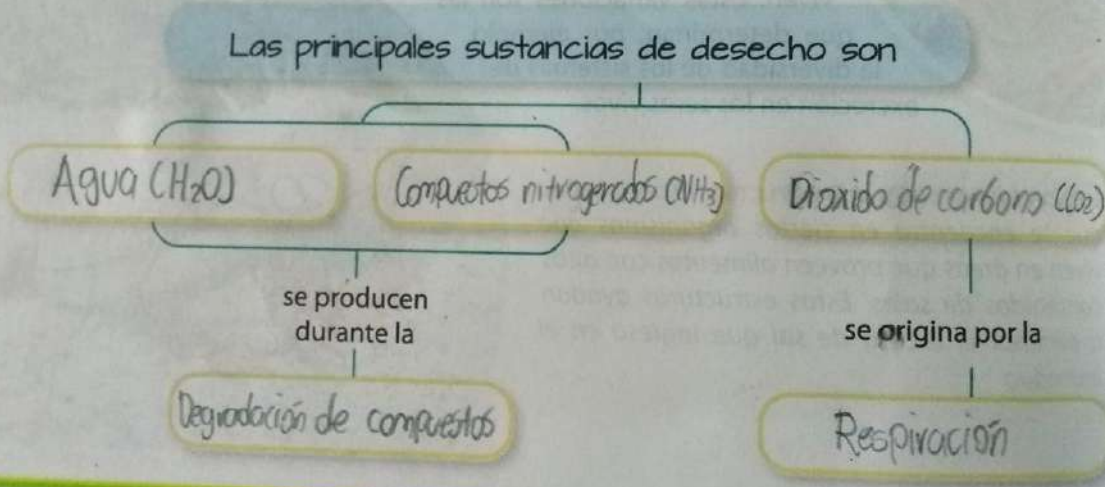 Las principales sustancias de desecho son
Agua (H2O)
Compuestos nitrogenados (NH3)
Dioxido de carbono (CO2)
se producen
durante la
se origina por la
Degradación de compuestos
Respiración